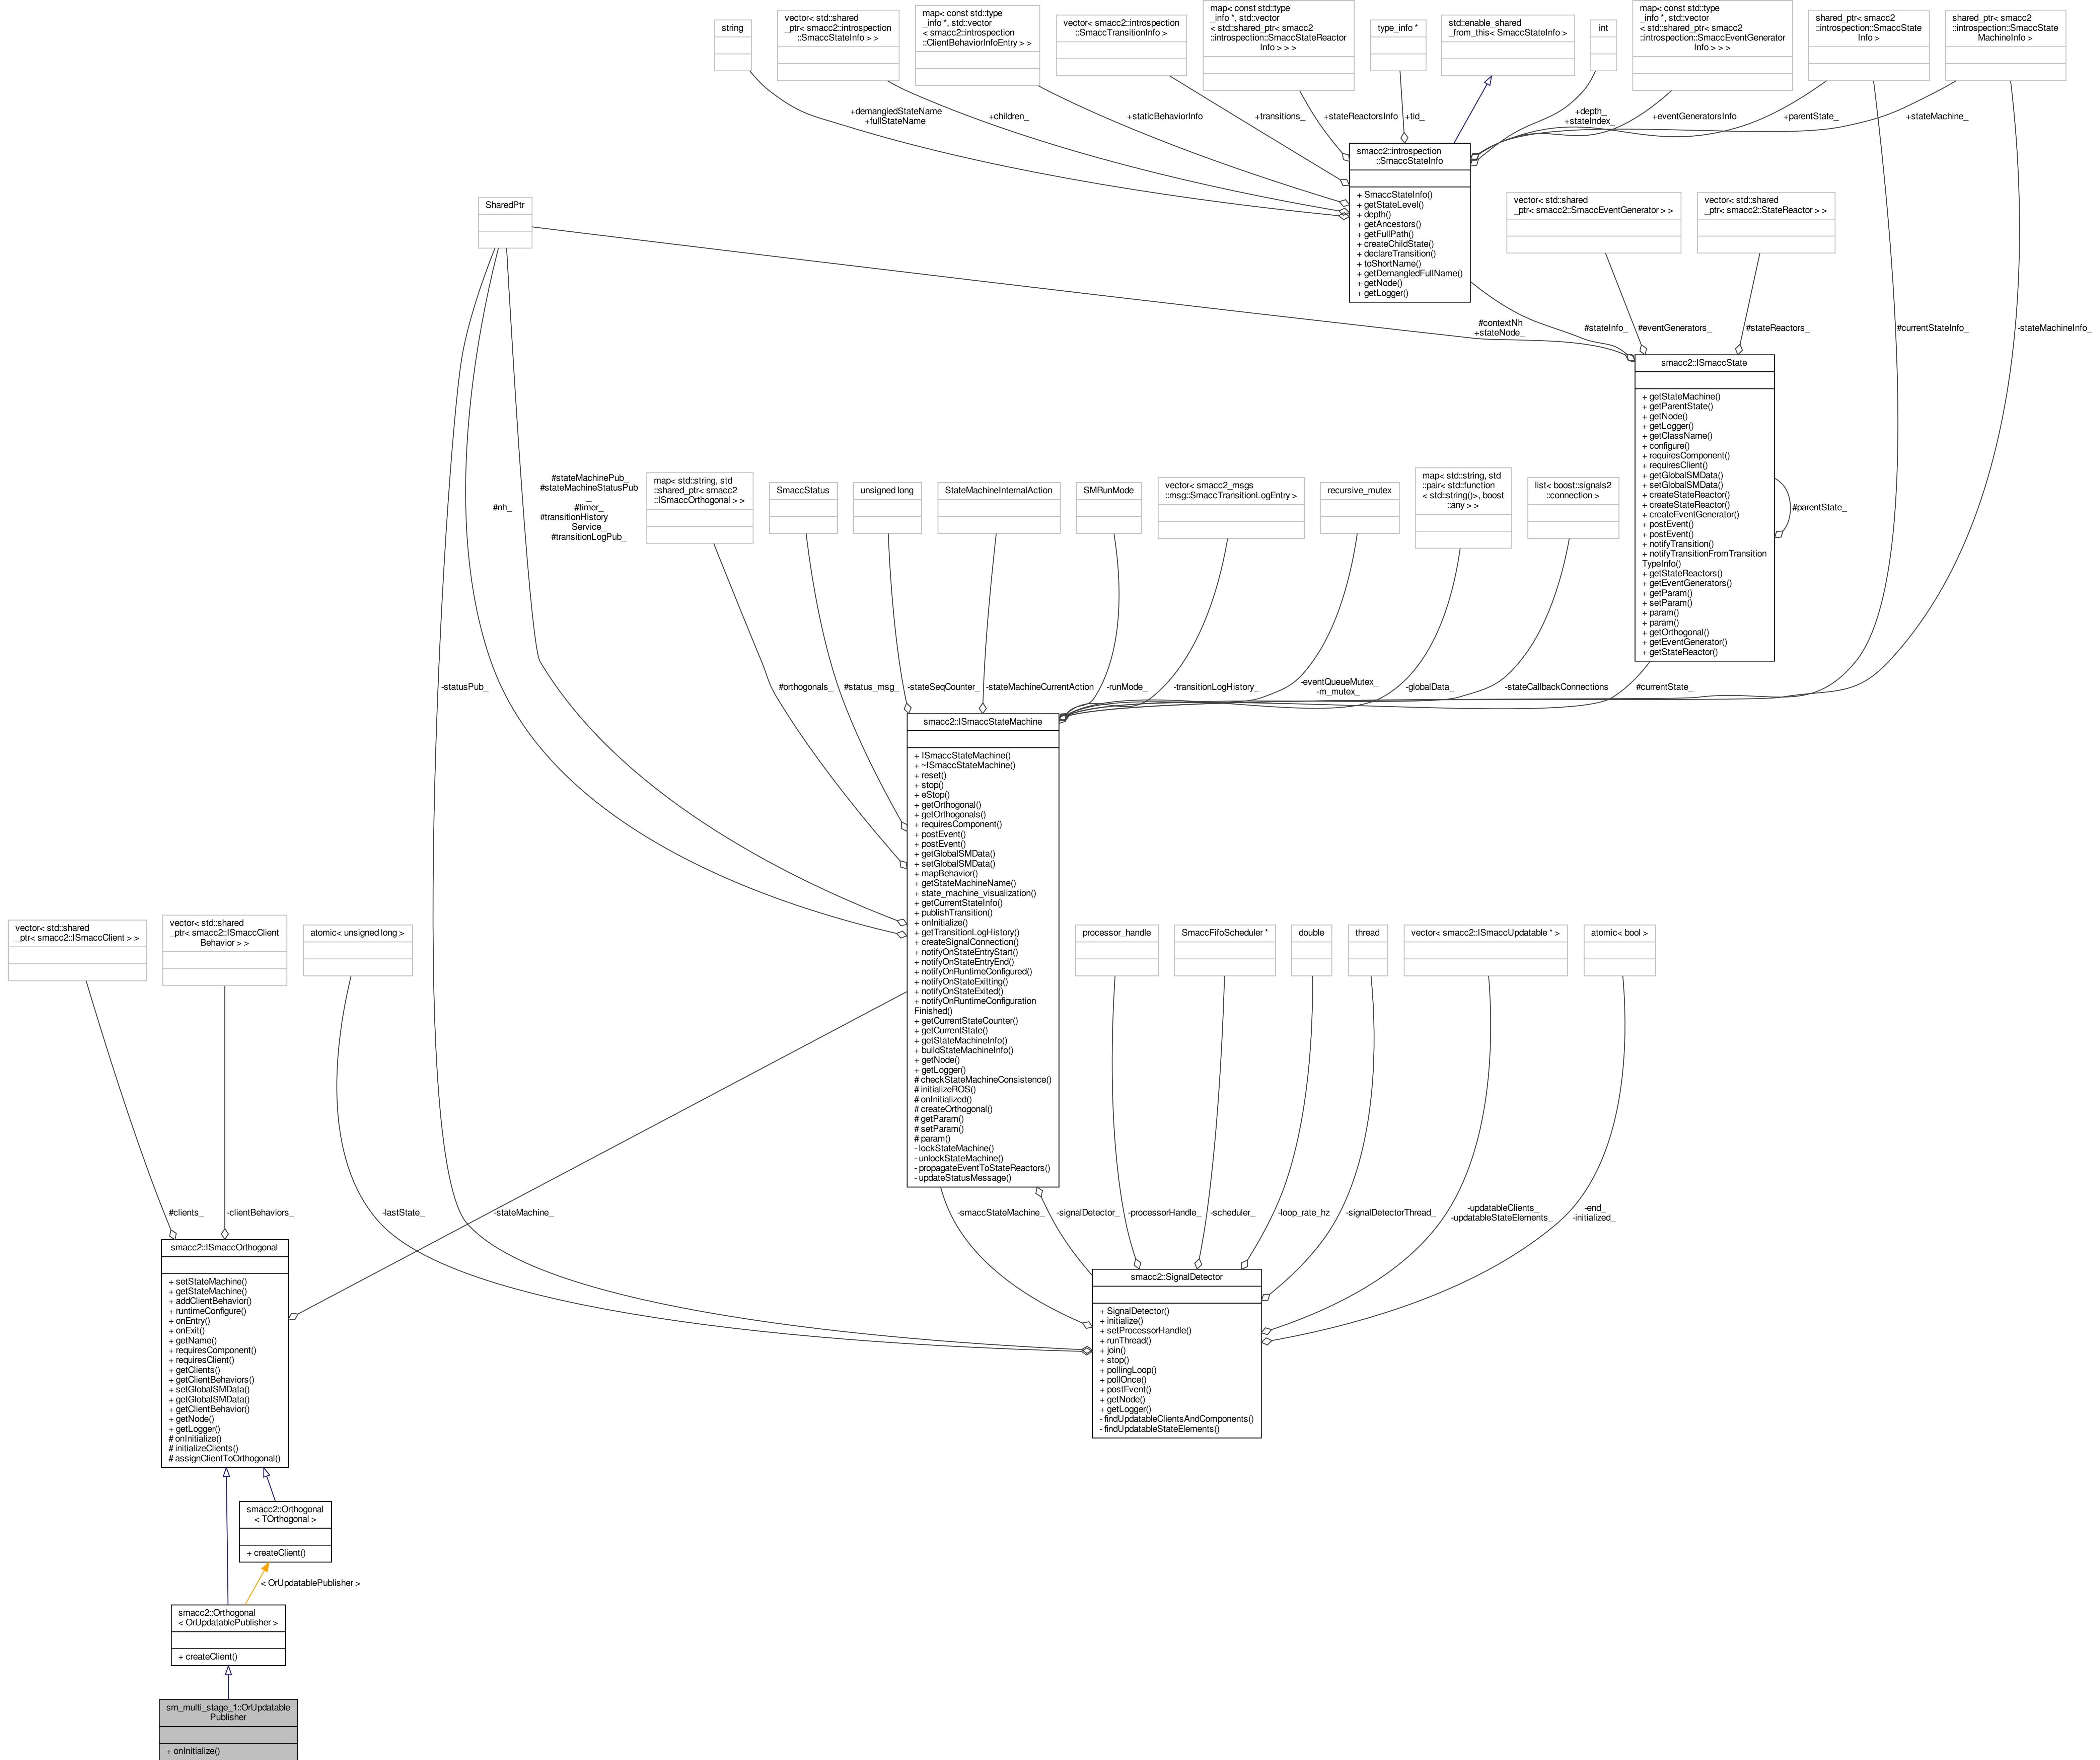 string
vector< std::shared
_ptr< smacc2::introspection
::SmaccStateInfo > >
map< const std::type
_info *, std::vector
< smacc2::introspection
::ClientBehaviorInfoEntry > >
vector< smacc2::introspection
::SmaccTransitionInfo >
map< const std::type
_info *, std::vector
< std::shared_ptr< smacc2
::introspection::SmaccStateReactor
Info > > >
type_info *
std::enable_shared
_from_this< SmaccStateInfo >
int
map< const std::type
_info *, std::vector
< std::shared_ptr< smacc2
::introspection::SmaccEventGenerator
Info > > >
shared_ptr< smacc2
::introspection::SmaccState
Info >
shared_ptr< smacc2
::introspection::SmaccState
MachineInfo >
+demangledStateName
+fullStateName
+children_
+staticBehaviorInfo
+transitions_
+stateReactorsInfo
+tid_
+depth_
+stateIndex_
+eventGeneratorsInfo
+parentState_
+stateMachine_
smacc2::introspection
::SmaccStateInfo
+ SmaccStateInfo()
+ getStateLevel()
+ depth()
+ getAncestors()
+ getFullPath()
+ createChildState()
+ declareTransition()
+ toShortName()
+ getDemangledFullName()
+ getNode()
+ getLogger()
SharedPtr
vector< std::shared
_ptr< smacc2::SmaccEventGenerator > >
vector< std::shared
_ptr< smacc2::StateReactor > >
#contextNh
+stateNode_
#stateInfo_
#eventGenerators_
#stateReactors_
#currentStateInfo_
-stateMachineInfo_
smacc2::ISmaccState
+ getStateMachine()
+ getParentState()
+ getNode()
+ getLogger()
+ getClassName()
+ configure()
+ requiresComponent()
+ requiresClient()
+ getGlobalSMData()
+ setGlobalSMData()
+ createStateReactor()
+ createStateReactor()
+ createEventGenerator()
+ postEvent()
+ postEvent()
+ notifyTransition()
+ notifyTransitionFromTransition
TypeInfo()
+ getStateReactors()
+ getEventGenerators()
+ getParam()
+ setParam()
+ param()
+ param()
+ getOrthogonal()
+ getEventGenerator()
+ getStateReactor()
#parentState_
#nh_
#stateMachinePub_
#stateMachineStatusPub
_
#timer_
#transitionHistory
Service_
#transitionLogPub_
map< std::string, std
::shared_ptr< smacc2
::ISmaccOrthogonal > >
SmaccStatus
unsigned long
StateMachineInternalAction
SMRunMode
vector< smacc2_msgs
::msg::SmaccTransitionLogEntry >
recursive_mutex
map< std::string, std
::pair< std::function
< std::string()>, boost
::any > >
list< boost::signals2
::connection >
-statusPub_
#orthogonals_
#status_msg_
-stateSeqCounter_
-stateMachineCurrentAction
-runMode_
-transitionLogHistory_
-eventQueueMutex_
-m_mutex_
-globalData_
-stateCallbackConnections
#currentState_
smacc2::ISmaccStateMachine
+ ISmaccStateMachine()
+ ~ISmaccStateMachine()
+ reset()
+ stop()
+ eStop()
+ getOrthogonal()
+ getOrthogonals()
+ requiresComponent()
+ postEvent()
+ postEvent()
+ getGlobalSMData()
+ setGlobalSMData()
+ mapBehavior()
+ getStateMachineName()
+ state_machine_visualization()
+ getCurrentStateInfo()
+ publishTransition()
+ onInitialize()
+ getTransitionLogHistory()
+ createSignalConnection()
+ notifyOnStateEntryStart()
+ notifyOnStateEntryEnd()
+ notifyOnRuntimeConfigured()
+ notifyOnStateExitting()
+ notifyOnStateExited()
+ notifyOnRuntimeConfiguration
Finished()
+ getCurrentStateCounter()
+ getCurrentState()
+ getStateMachineInfo()
+ buildStateMachineInfo()
+ getNode()
+ getLogger()
# checkStateMachineConsistence()
# initializeROS()
# onInitialized()
# createOrthogonal()
# getParam()
# setParam()
# param()
- lockStateMachine()
- unlockStateMachine()
- propagateEventToStateReactors()
- updateStatusMessage()
vector< std::shared
_ptr< smacc2::ISmaccClient > >
vector< std::shared
_ptr< smacc2::ISmaccClient
Behavior > >
atomic< unsigned long >
processor_handle
SmaccFifoScheduler *
double
thread
vector< smacc2::ISmaccUpdatable * >
atomic< bool >
#clients_
-clientBehaviors_
-lastState_
-stateMachine_
-smaccStateMachine_
-signalDetector_
-processorHandle_
-scheduler_
-loop_rate_hz
-signalDetectorThread_
-updatableClients_
-updatableStateElements_
-end_
-initialized_
smacc2::ISmaccOrthogonal
+ setStateMachine()
+ getStateMachine()
+ addClientBehavior()
+ runtimeConfigure()
+ onEntry()
+ onExit()
+ getName()
+ requiresComponent()
+ requiresClient()
+ getClients()
+ getClientBehaviors()
+ setGlobalSMData()
+ getGlobalSMData()
+ getClientBehavior()
+ getNode()
+ getLogger()
# onInitialize()
# initializeClients()
# assignClientToOrthogonal()
smacc2::SignalDetector
+ SignalDetector()
+ initialize()
+ setProcessorHandle()
+ runThread()
+ join()
+ stop()
+ pollingLoop()
+ pollOnce()
+ postEvent()
+ getNode()
+ getLogger()
- findUpdatableClientsAndComponents()
- findUpdatableStateElements()
smacc2::Orthogonal
< TOrthogonal >
+ createClient()
< OrUpdatablePublisher >
smacc2::Orthogonal
< OrUpdatablePublisher >
+ createClient()
sm_multi_stage_1::OrUpdatable
Publisher
+ onInitialize()